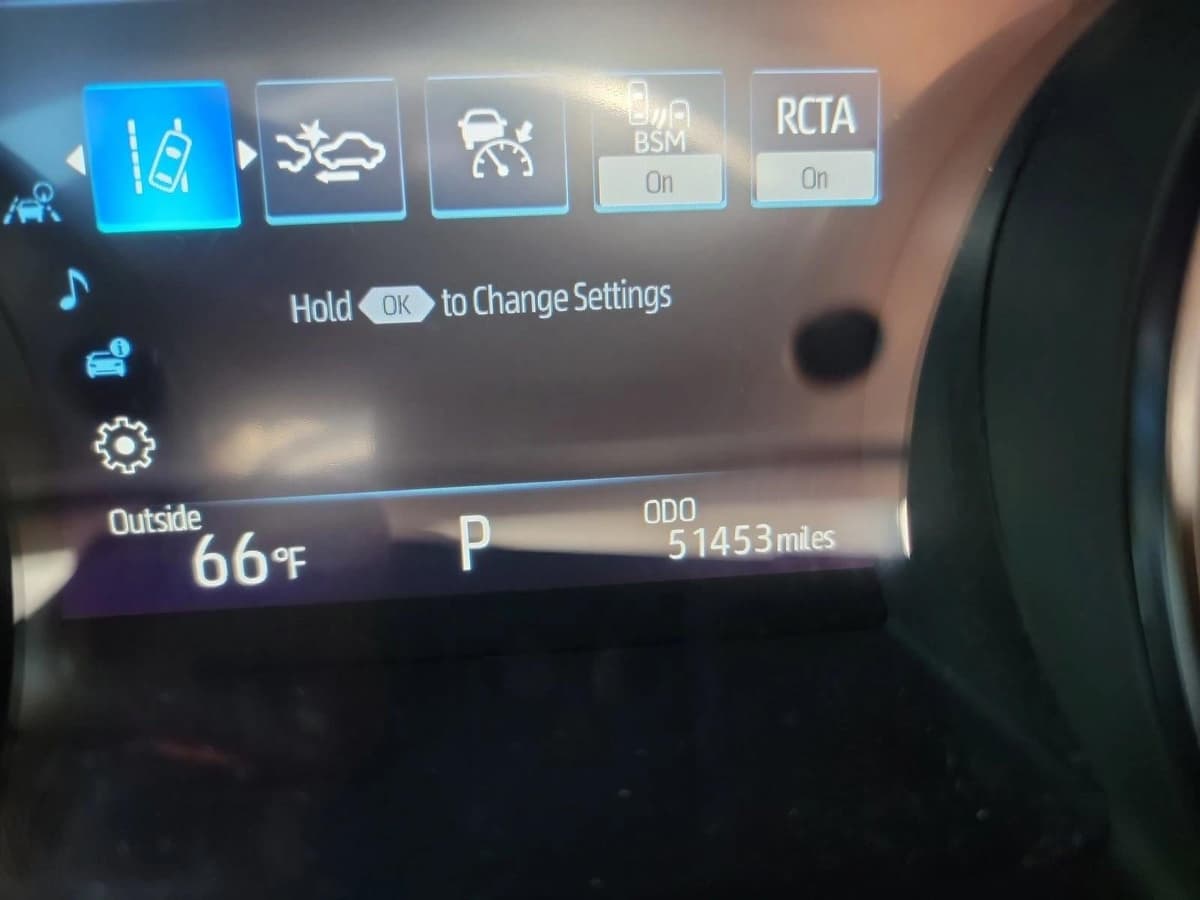 BSM
On
RCTA
On
Hold OK to Change Settings
Outside
66°F
P
ODO
51453 miles